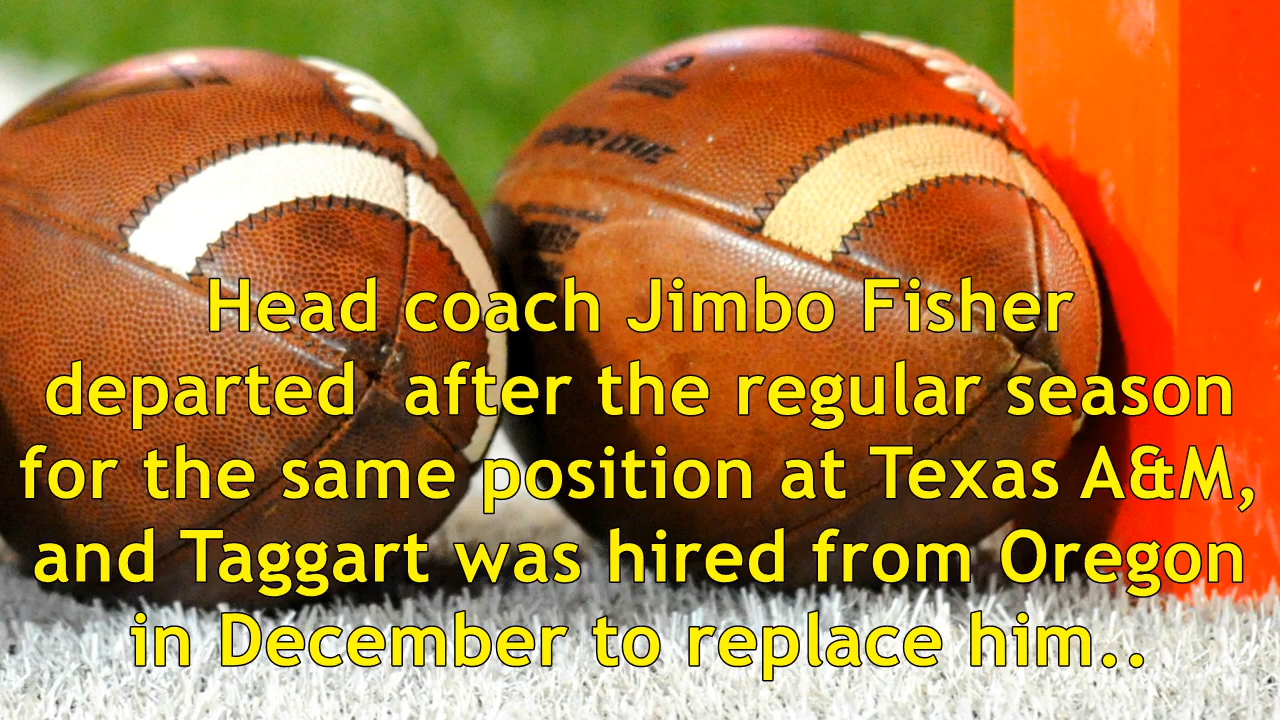 Head coach Jimbo Fisher
departed  after the regular season
for the same position at Texas A&M,
and Taggart was hired from Oregon
in December to replace him..